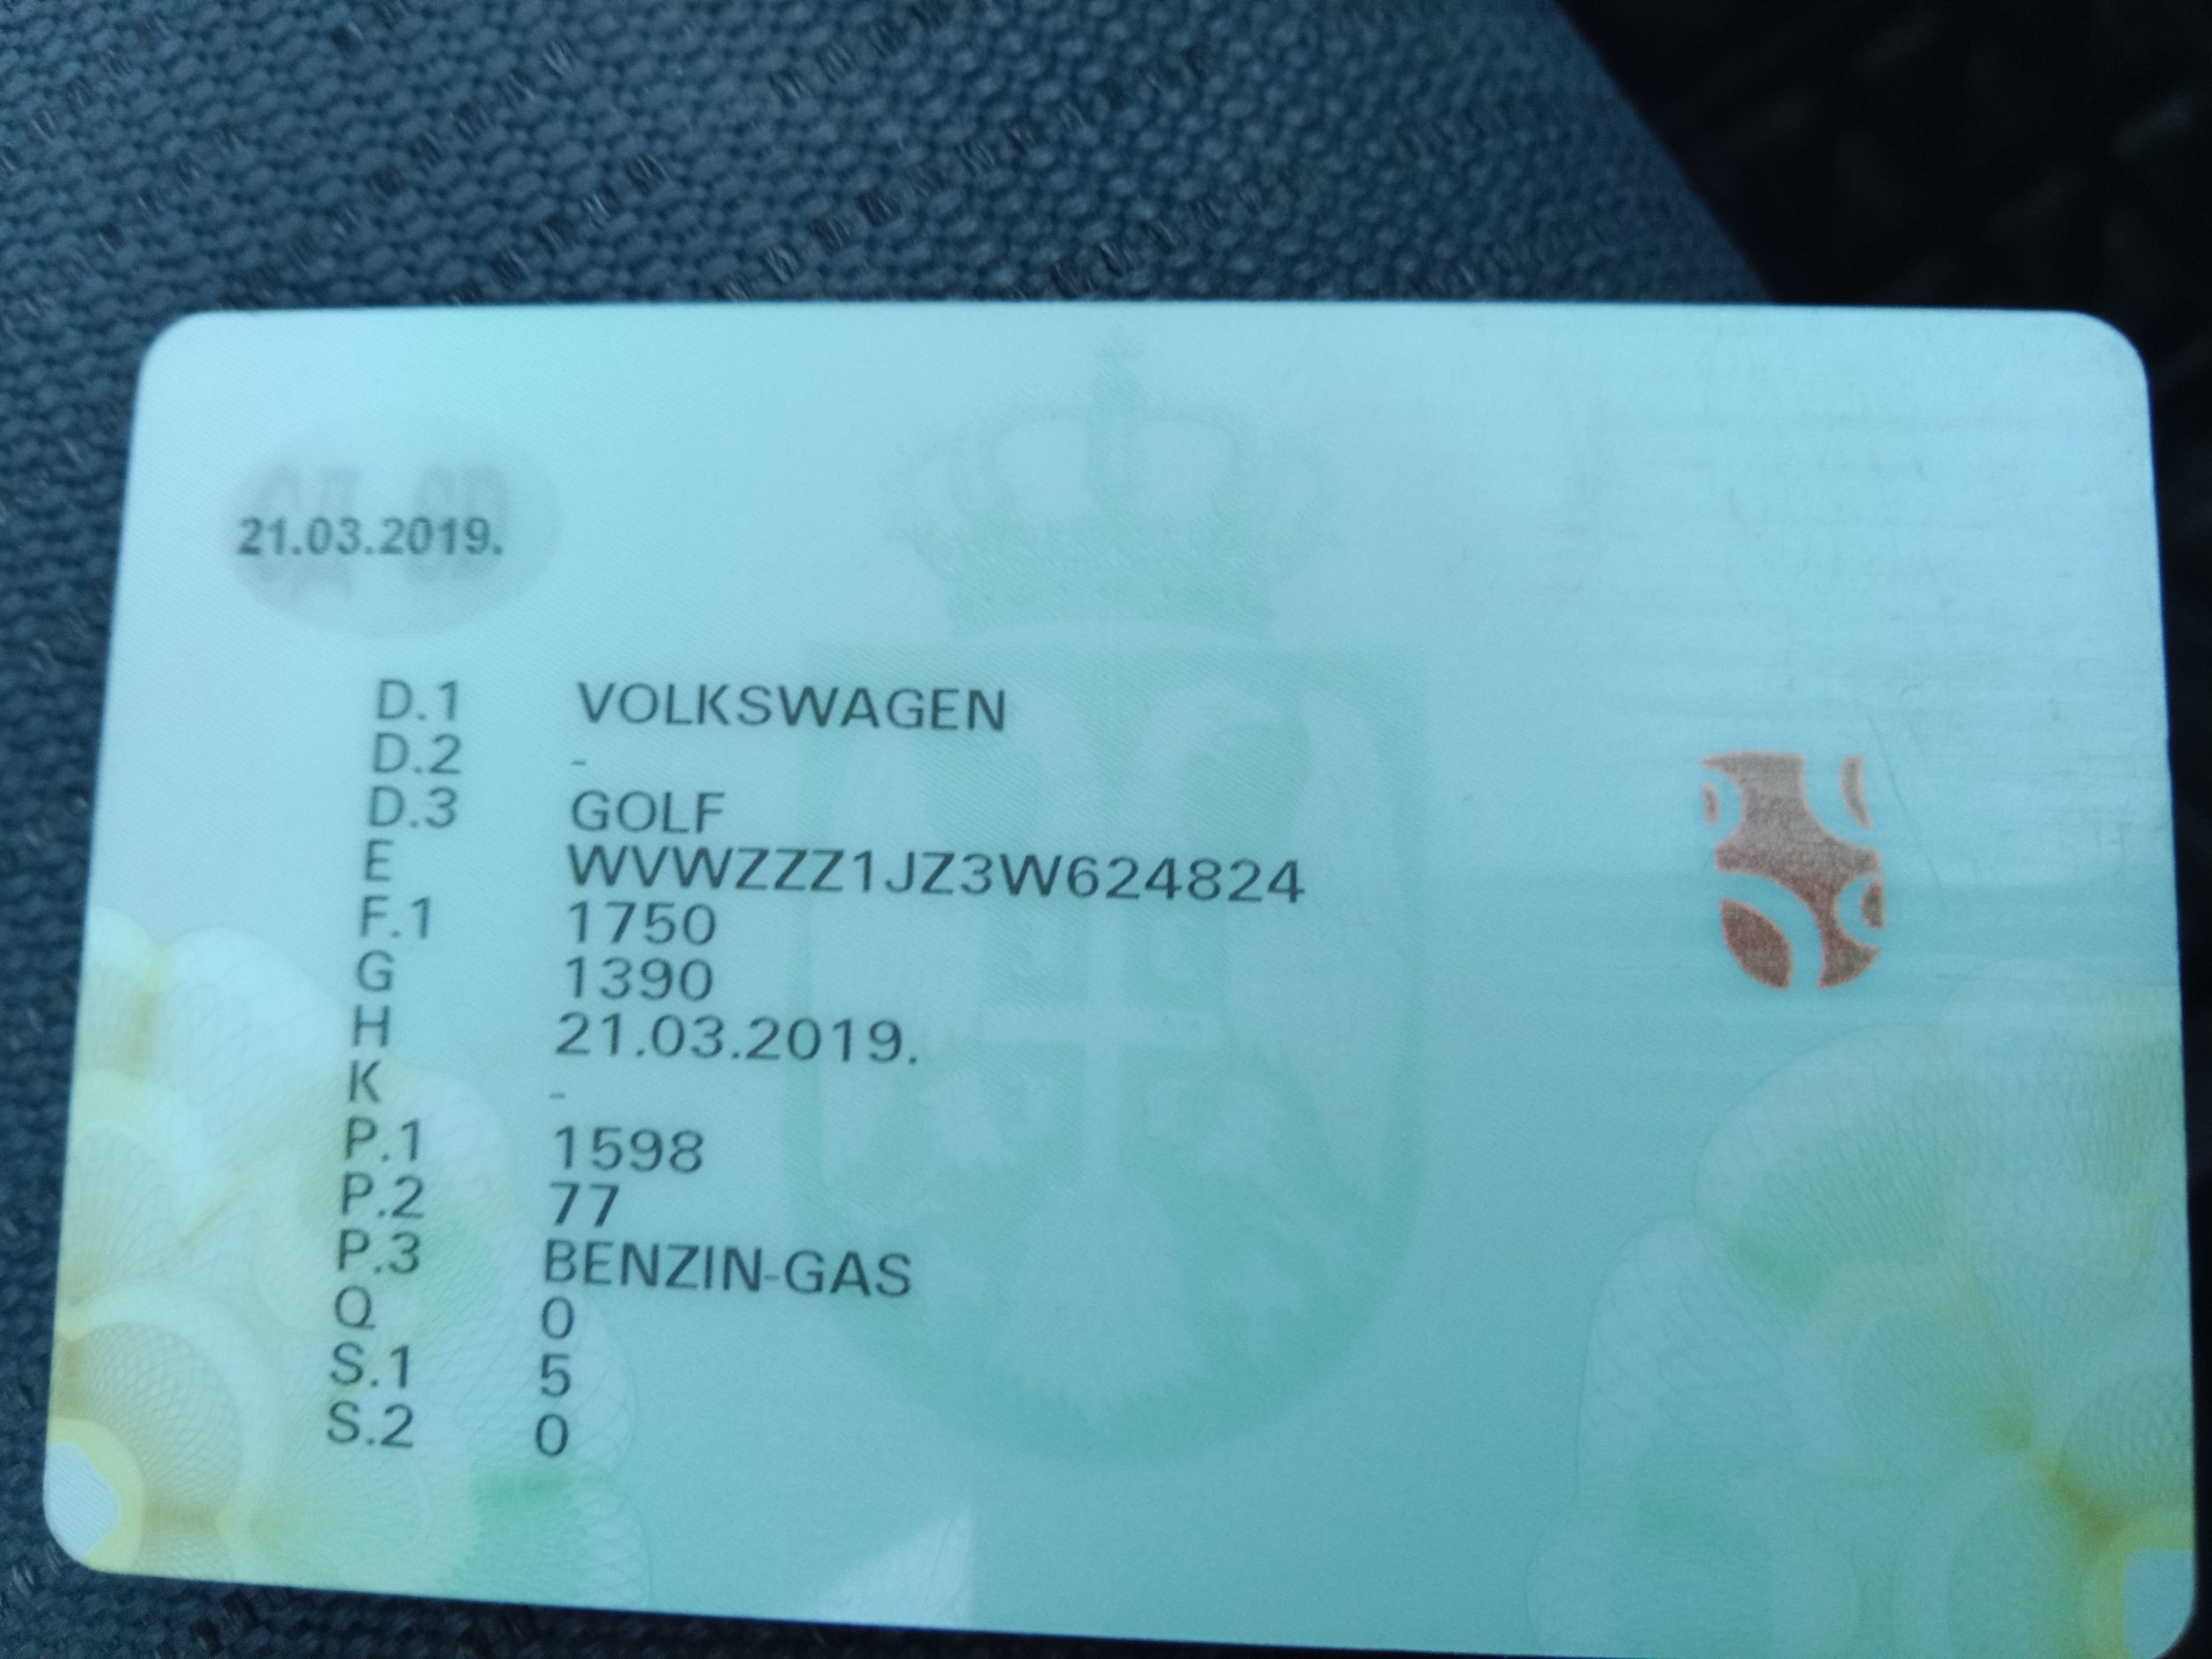 21.03.2019.
D.1 VOLKSWAGEN
D.2 -
D.3 GOLF
E WVWZZZ1JZ3W624824
F.1 1750
G 1390
H 21.03.2019.
K -
P.1 1598
P.2 77
P.3 BENZIN-GAS
Q 0
S.1 5
S.2 0